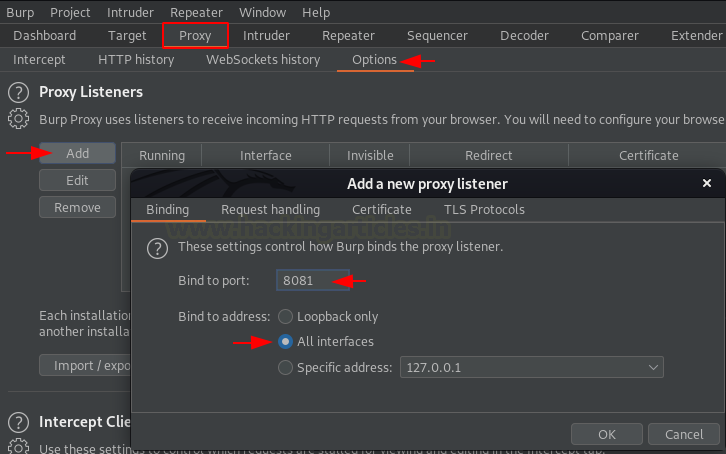 Burp Project Intruder Repeater Window Help
Dashboard Target Proxy Intruder Repeater Sequencer Decoder Comparer Extender
Intercept HTTP history WebSockets history Options
? Proxy Listeners
Burp Proxy uses listeners to receive incoming HTTP requests from your browser. You will need to configure your browse
Add Running Interface Invisible Redirect Certificate
Edit
Remove
Add a new proxy listener ×
Binding Request handling Certificate TLS Protocols
www.hackingarticles.in
? These settings control how Burp binds the proxy listener.
Bind to port: 8081
Bind to address: Loopback only
All interfaces
Specific address: 127.0.0.1
Each installation
another installa
Import / expo
OK Cancel
? Intercept Clie
Use these settings to control which requests are stalled for viewing and editing in the Intercept tab.